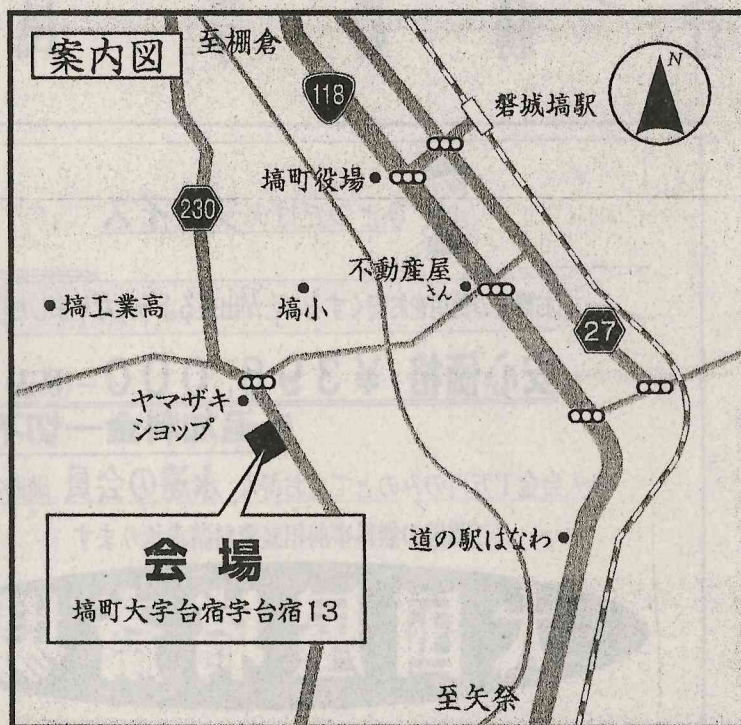 案内図
至棚倉
N
118
磐城塙駅
塙町役場
230
不動産屋
さん
塙工業高
塙小
27
ヤマザキ
ショップ
会場
塙町大字台宿字台宿13
道の駅はなわ
至矢祭